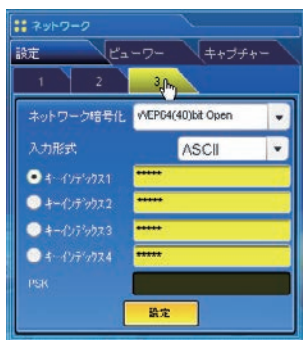 ネットワーク
設定 ビューワー キャプチャー
1 2 3
ネットワーク暗号化 WEP64(40)bit Open
入力形式 ASCII
キーインデックス1 *****
キーインデックス2 *****
キーインデックス3 *****
キーインデックス4 *****
PSK
設定